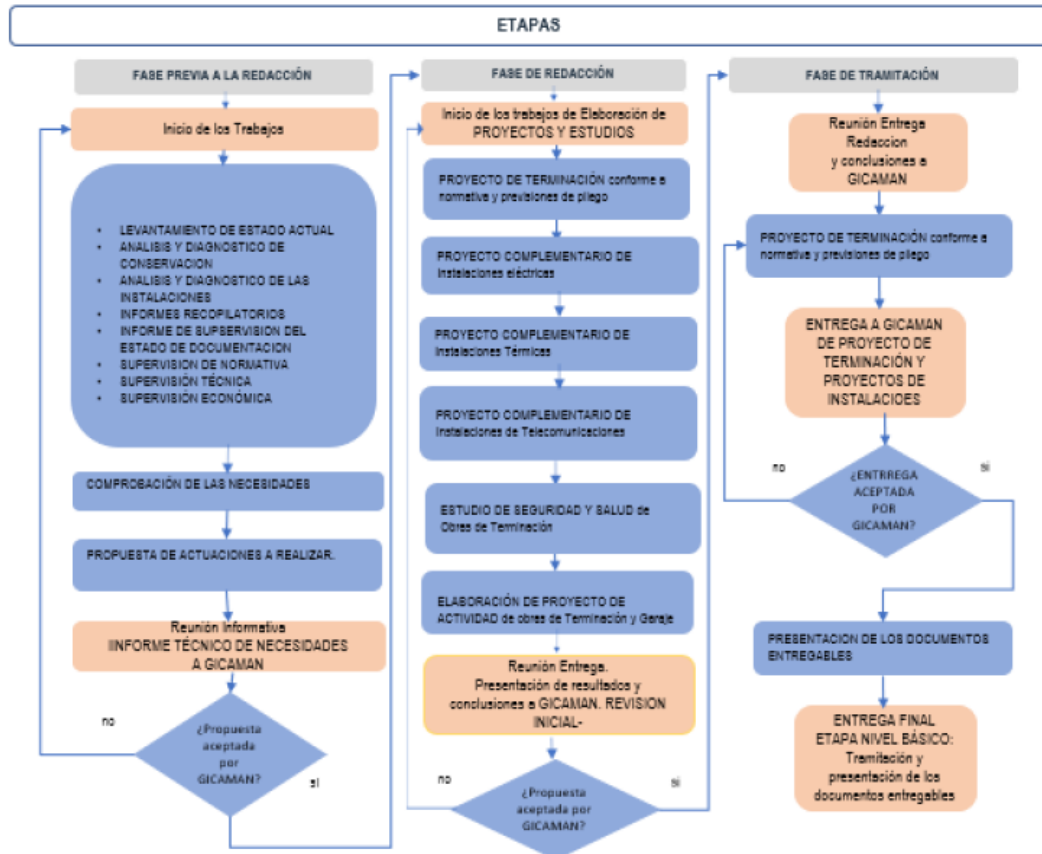 ETAPAS
FASE PREVIA A LA REDACCIÓN
Inicio de los Trabajos
• LEVANTAMIENTO DE ESTADO ACTUAL
• ANALISIS Y DIAGNOSTICO DE
CONSERVACION
• ANALISIS Y DIAGNOSTICO DE LAS
INSTALACIONES
• INFORMES RECOPILATORIOS
• INFORME DE SUPSERVISION DEL
ESTADO DE DOCUMENTACION
• SUPERVISION DE NORMATIVA
• SUPERVISIÓN TÉCNICA
• SUPERVISIÓN ECONÓMICA
COMPROBACIÓN DE LAS NECESIDADES
PROPUESTA DE ACTUACIONES A REALIZAR.
Reunión Informativa
IINFORME TÉCNICO DE NECESIDADES
A GICAMAN
no
¿Propuesta
aceptada
por
GICAMAN?
sí
FASE DE REDACCIÓN
Inicio de los trabajos de Elaboración de
PROYECTOS Y ESTUDIOS
PROYECTO DE TERMINACIÓN conforme a
normativa y previsiones de pliego
PROYECTO COMPLEMENTARIO DE
Instalaciones eléctricas
PROYECTO COMPLEMENTARIO DE
Instalaciones Térmicas
PROYECTO COMPLEMENTARIO DE
Instalaciones de Telecomunicaciones
ESTUDIO DE SEGURIDAD Y SALUD de
Obras de Terminación
ELABORACIÓN DE PROYECTO DE
ACTIVIDAD de obras de Terminación y Garaje
Reunión Entrega.
Presentación de resultados y
conclusiones a GICAMAN. REVISION
INICIAL-
no
si
¿Propuesta
aceptada por
GICAMAN?
FASE DE TRAMITACIÓN
Reunión Entrega
Redaccion
y conclusiones a
GICAMAN
PROYECTO DE TERMINACIÓN conforme a
normativa y previsiones de pliego
ENTREGA A GICAMAN
DE PROYECTO DE
TERMINACIÓN Y
PROYECTOS DE
INSTALACIOES
no
si
¿ENTRREGA
ACEPTADA
POR
GICAMAN?
PRESENTACION DE LOS DOCUMENTOS
ENTREGABLES
ENTREGA FINAL
ETAPA NIVEL BÁSICO:
Tramitación y
presentación de los
documentos entregables